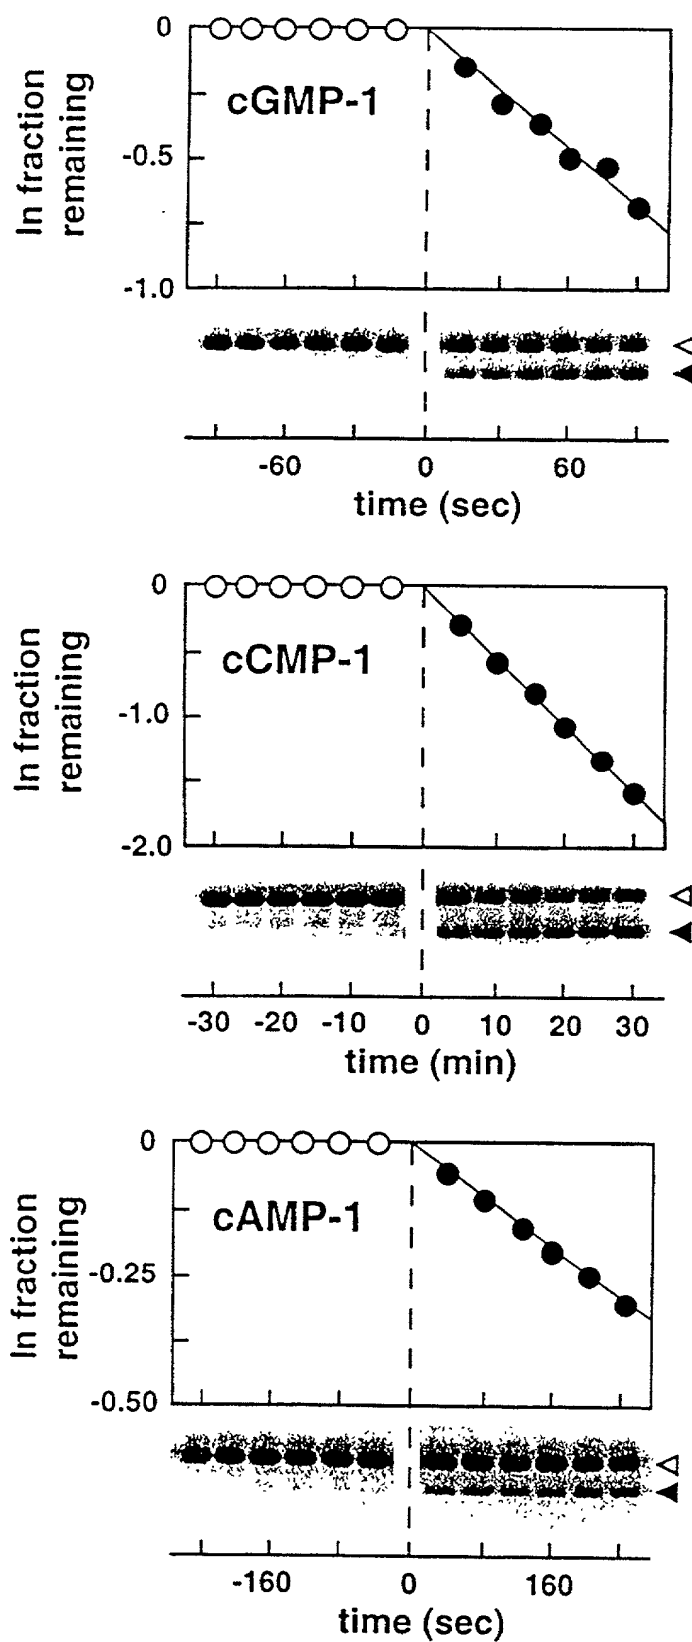 0
-0.5
-1.0
ln fraction
remaining
cGMP-1
-60 0 60
time (sec)
0
-1.0
-2.0
ln fraction
remaining
cCMP-1
-30 -20 -10 0 10 20 30
time (min)
0
-0.25
-0.50
ln fraction
remaining
cAMP-1
-160 0 160
time (sec)